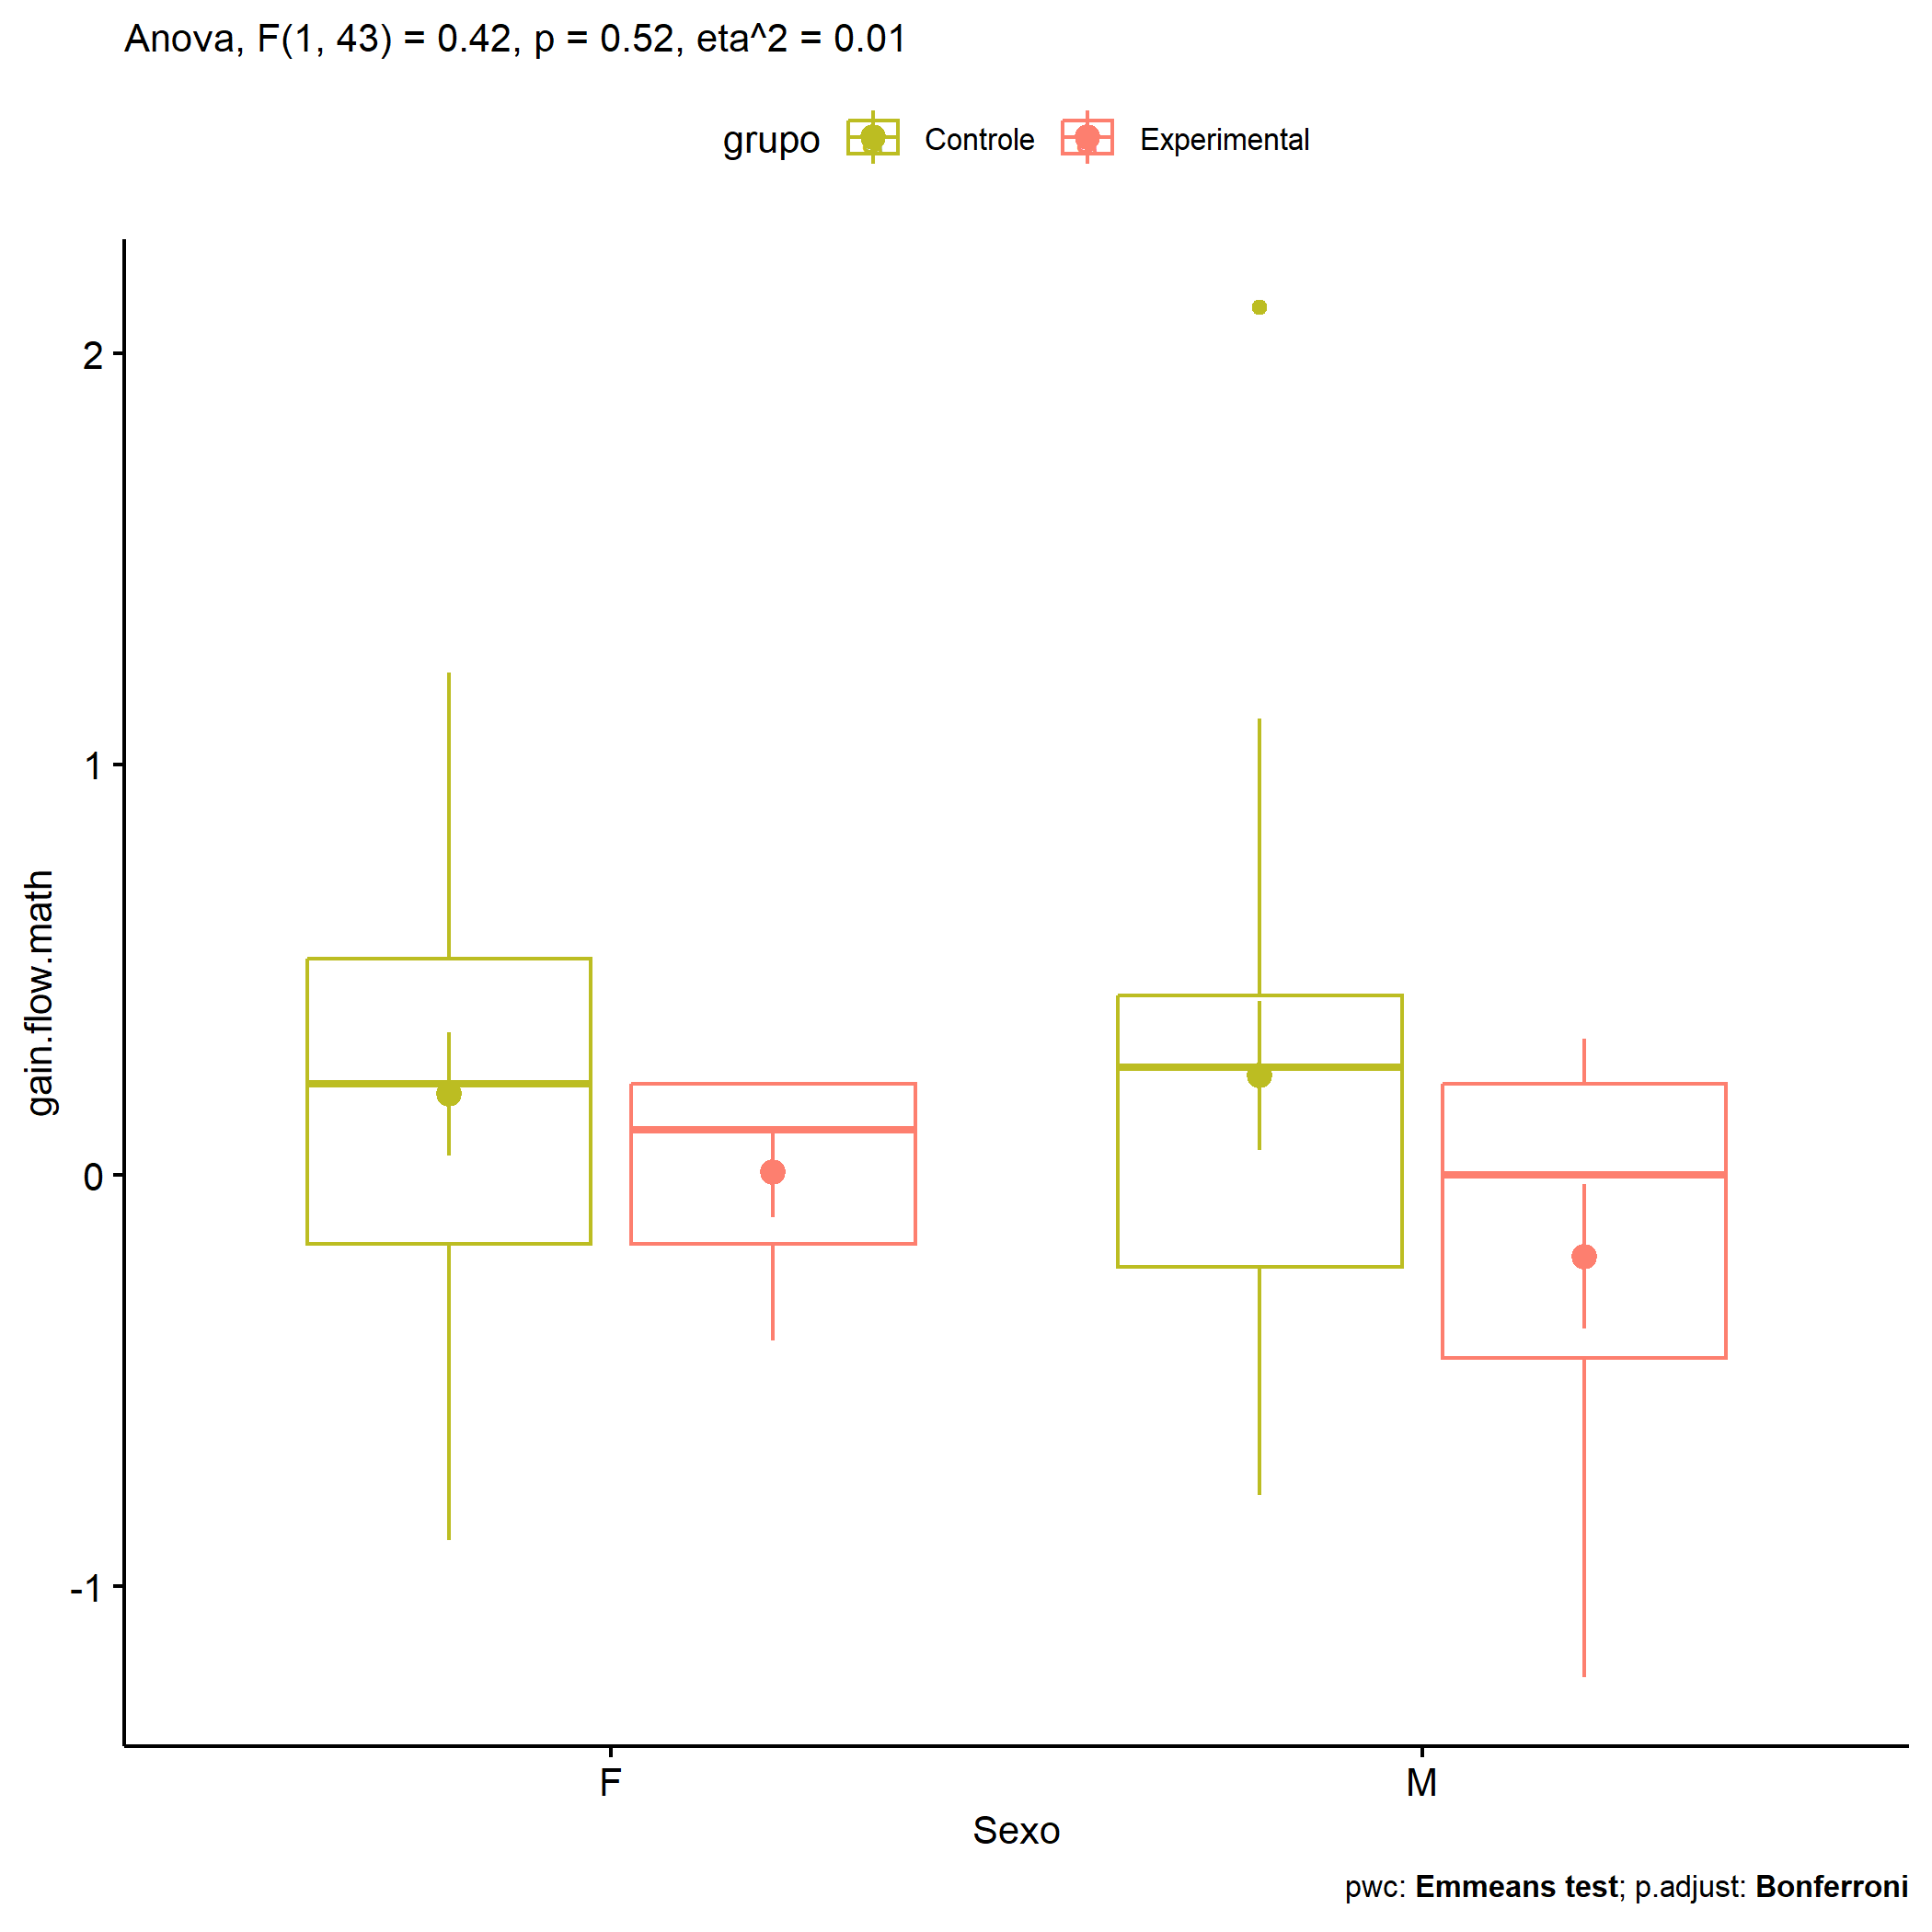 Anova, F(1, 43) = 0.42, p = 0.52, eta^2 = 0.01
grupo Controle Experimental
2
1
0
-1
gain.flow.math
F M
Sexo
pwc: Emmeans test; p.adjust: Bonferroni